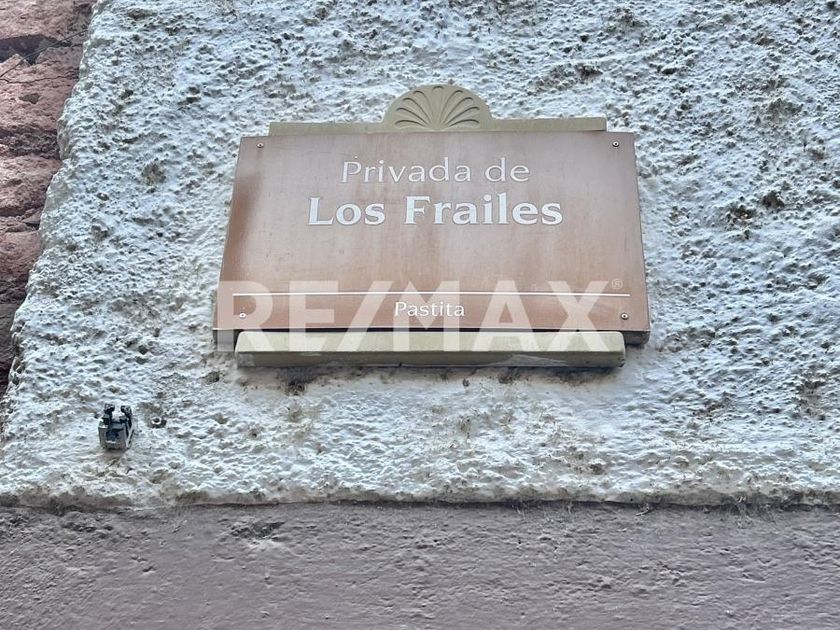 Privada de
Los Frailes
RE/MAX®
Pastita